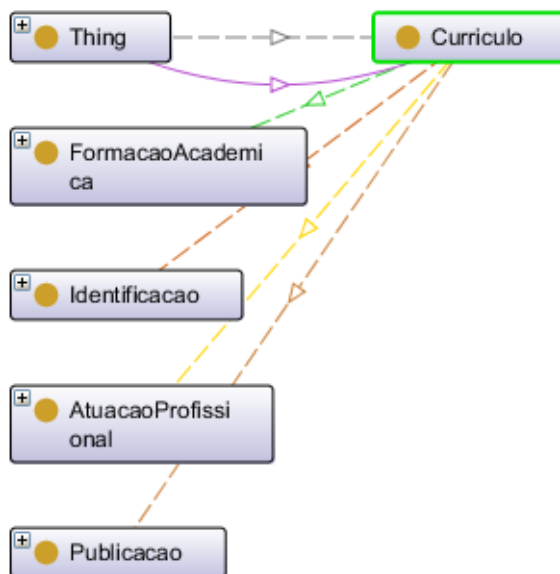 Thing
Curriculo
FormacaoAcademi
ca
Identificacao
AtuacaoProfissi
onal
Publicacao